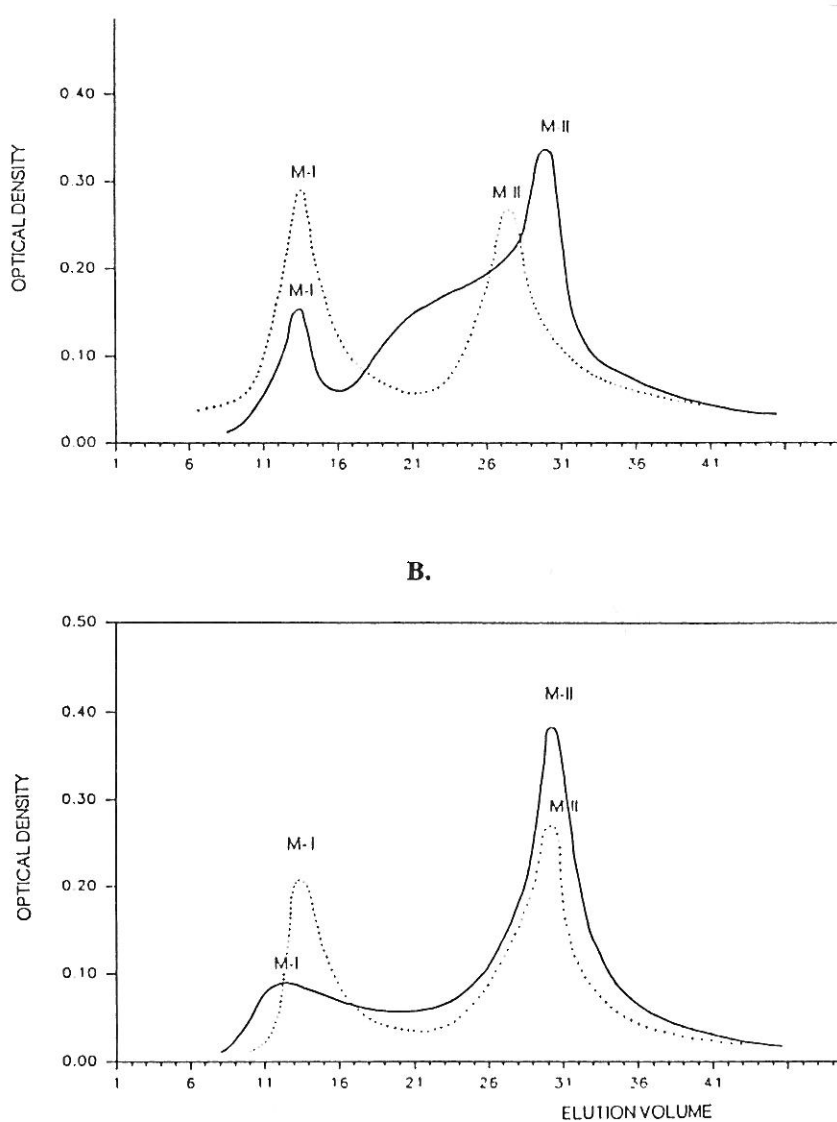 OPTICAL DENSITY
0.40
0.30
0.20
0.10
0.00
M-I
M-I
M-II
M-II
1 6 11 16 21 26 31 36 41
B.
OPTICAL DENSITY
0.50
0.40
0.30
0.20
0.10
0.00
M-I
M-I
M-II
M-II
1 6 11 16 21 26 31 36 41
ELUTION VOLUME